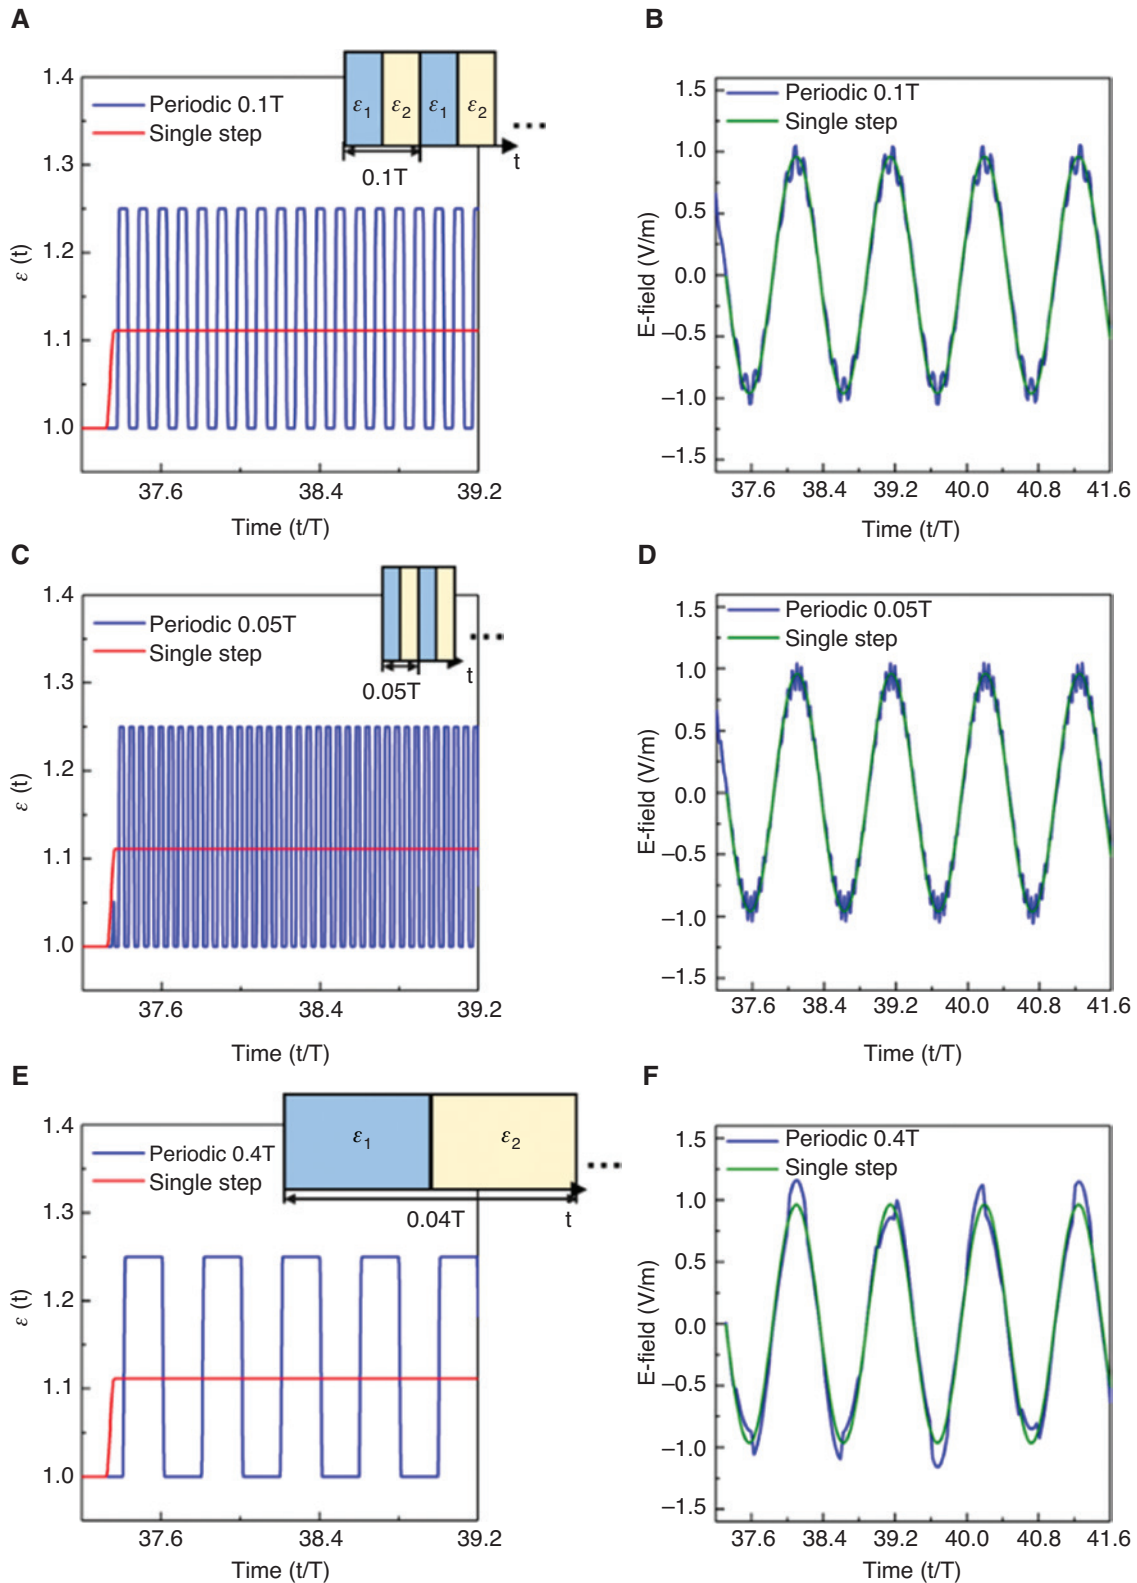 A
1.4
1.3
1.2
1.1
1.0
ε (t)
Periodic 0.1T
Single step
ε1 ε2 ε1 ε2
0.1T
t
37.6 38.4 39.2
Time (t/T)
B
1.5
1.0
0.5
0.0
–0.5
–1.0
–1.5
E-field (V/m)
Periodic 0.1T
Single step
37.6 38.4 39.2 40.0 40.8 41.6
Time (t/T)
C
1.4
1.3
1.2
1.1
1.0
ε (t)
Periodic 0.05T
Single step
0.05T
t
37.6 38.4 39.2
Time (t/T)
D
1.5
1.0
0.5
0.0
–0.5
–1.0
–1.5
E-field (V/m)
Periodic 0.05T
Single step
37.6 38.4 39.2 40.0 40.8 41.6
Time (t/T)
E
1.4
1.3
1.2
1.1
1.0
ε (t)
Periodic 0.4T
Single step
ε1 ε2
0.04T
t
37.6 38.4 39.2
Time (t/T)
F
1.5
1.0
0.5
0.0
–0.5
–1.0
–1.5
E-field (V/m)
Periodic 0.4T
Single step
37.6 38.4 39.2 40.0 40.8 41.6
Time (t/T)